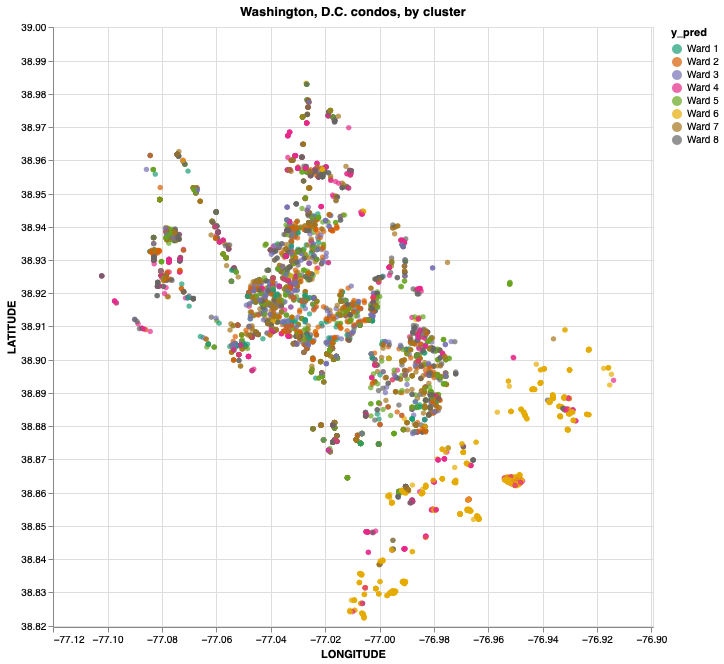 Washington, D.C. condos, by cluster
y_pred
Ward 1
Ward 2
Ward 3
Ward 4
Ward 5
Ward 6
Ward 7
Ward 8
LATITUDE
39.00
38.99
38.98
38.97
38.96
38.95
38.94
38.93
38.92
38.91
38.90
38.89
38.88
38.87
38.86
38.85
38.84
38.83
38.82
−77.12 −77.10 −77.08 −77.06 −77.04 −77.02 −77.00 −76.98 −76.96 −76.94 −76.92 −76.90
LONGITUDE